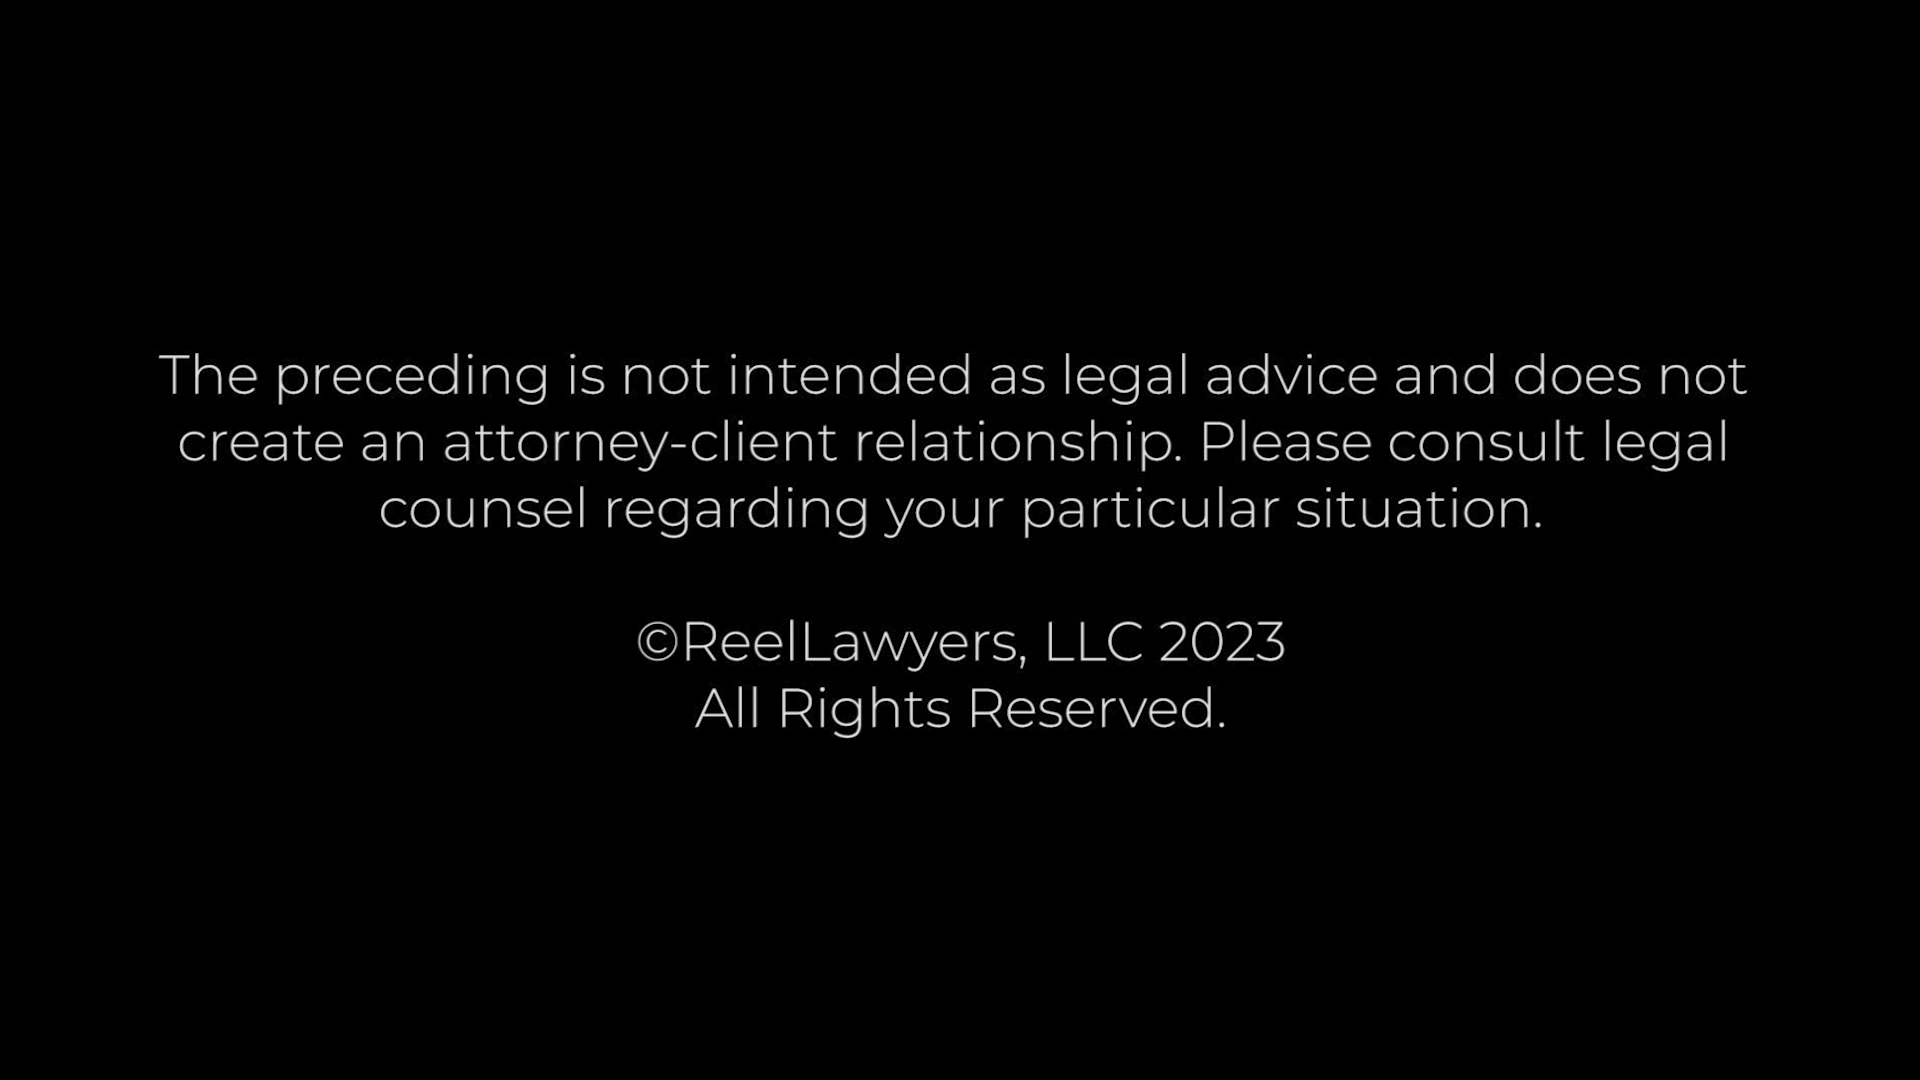 The preceding is not intended as legal advice and does not
create an attorney-client relationship. Please consult legal
counsel regarding your particular situation.
©ReelLawyers, LLC 2023
All Rights Reserved.